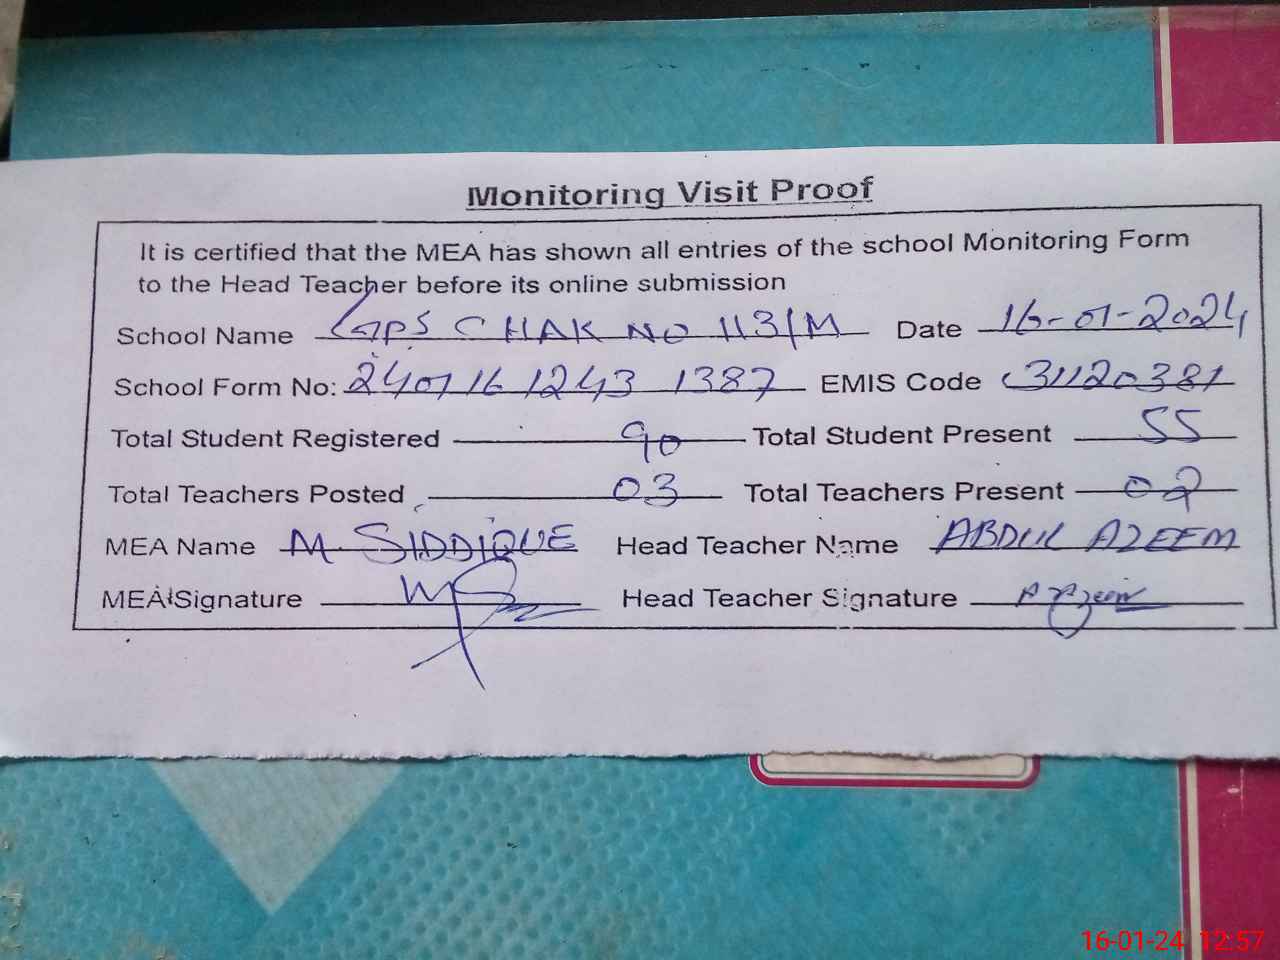 Monitoring Visit Proof
It is certified that the MEA has shown all entries of the school Monitoring Form
to the Head Teacher before its online submission
School Name GPS CHAK NO 113/M Date 16-01-2024
School Form No: 240116 1243 1387 EMIS Code 31120381
Total Student Registered 90 Total Student Present 55
Total Teachers Posted 03 Total Teachers Present 02
MEA Name M SIDDIQUE Head Teacher Name ABDUL AZEEM
MEA Signature Head Teacher Signature Azeem
16-01-24 12:57